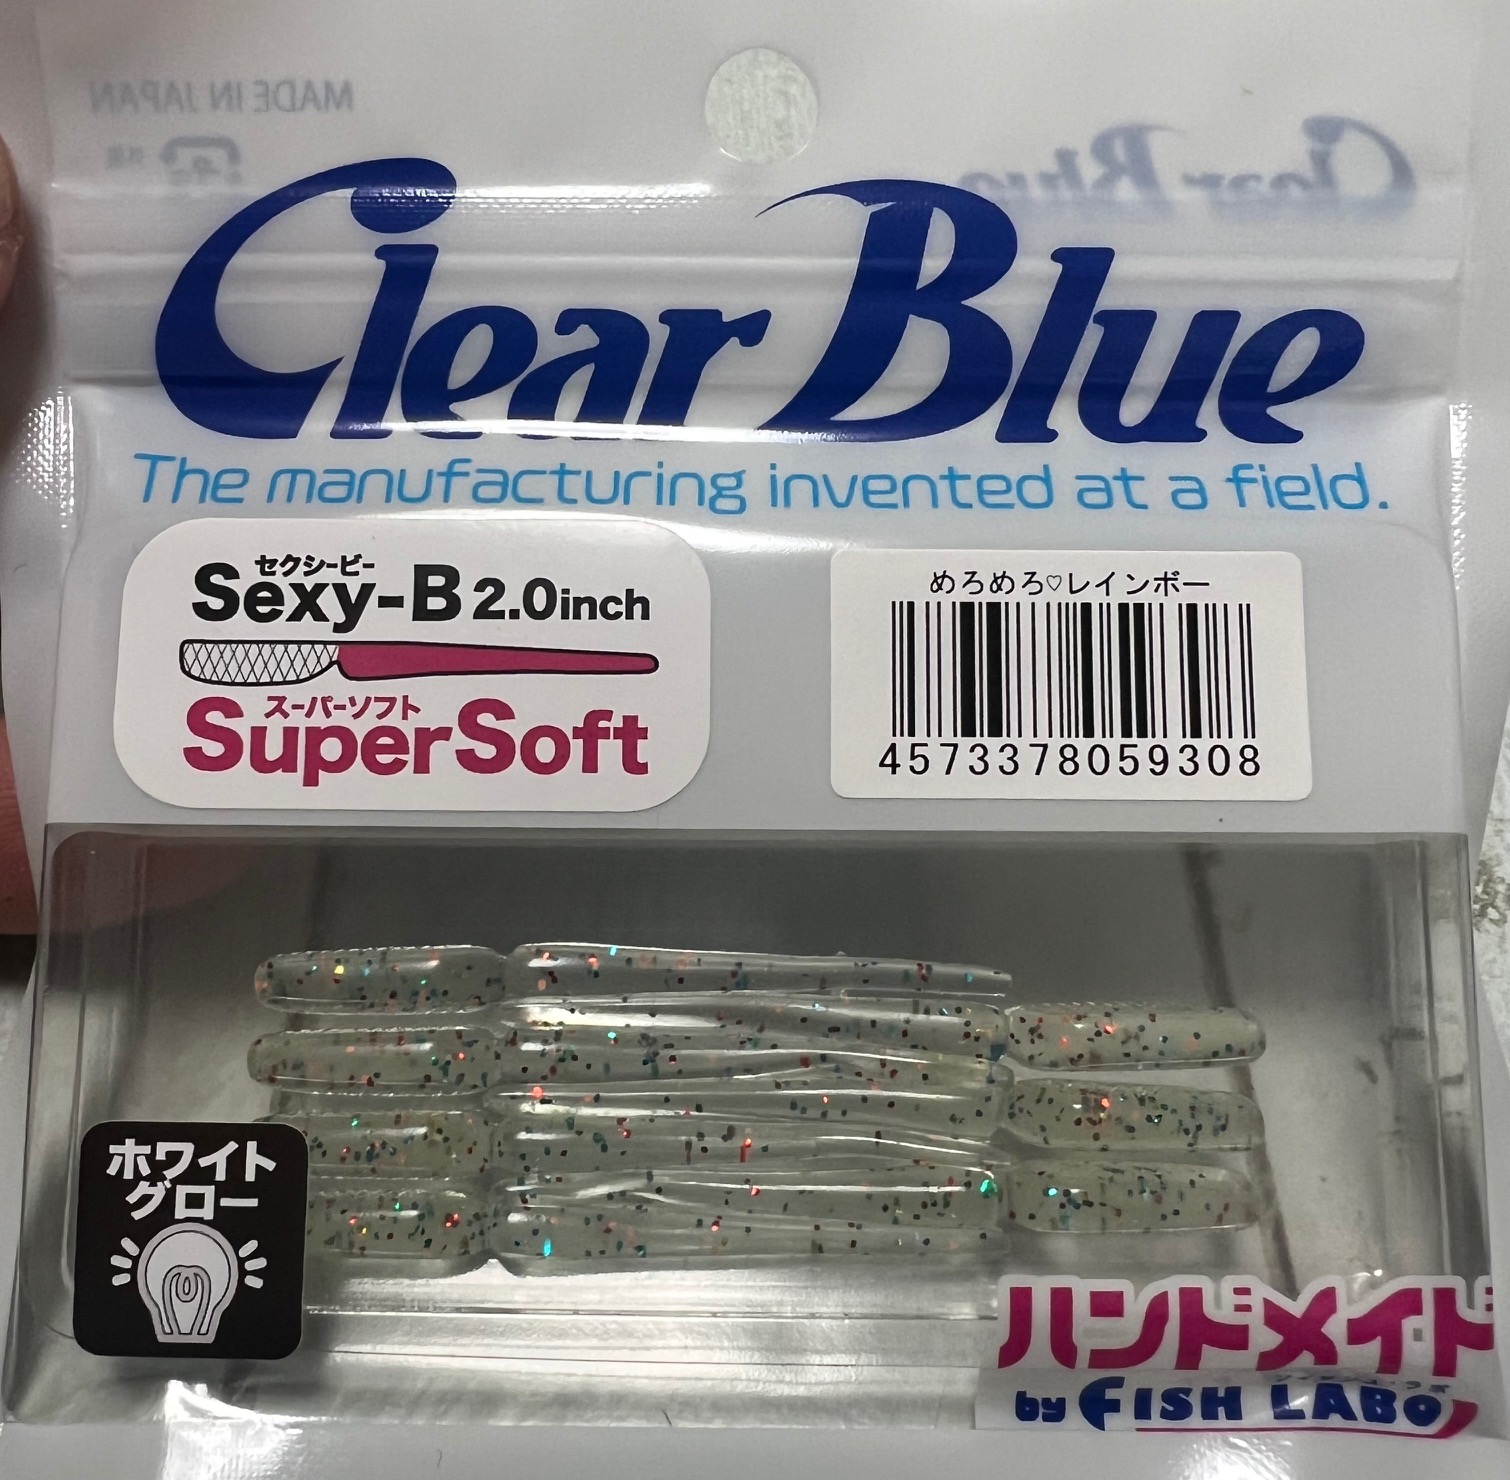 MADE IN JAPAN
Clear Blue
Clear Blue
The manufacturing invented at a field.
セクシービー
Sexy-B 2.0inch
スーパーソフト
SuperSoft
めろめろ♡レインボー
4573378059308
ホワイト
グロー
ハンドメイド
by FISH LABO